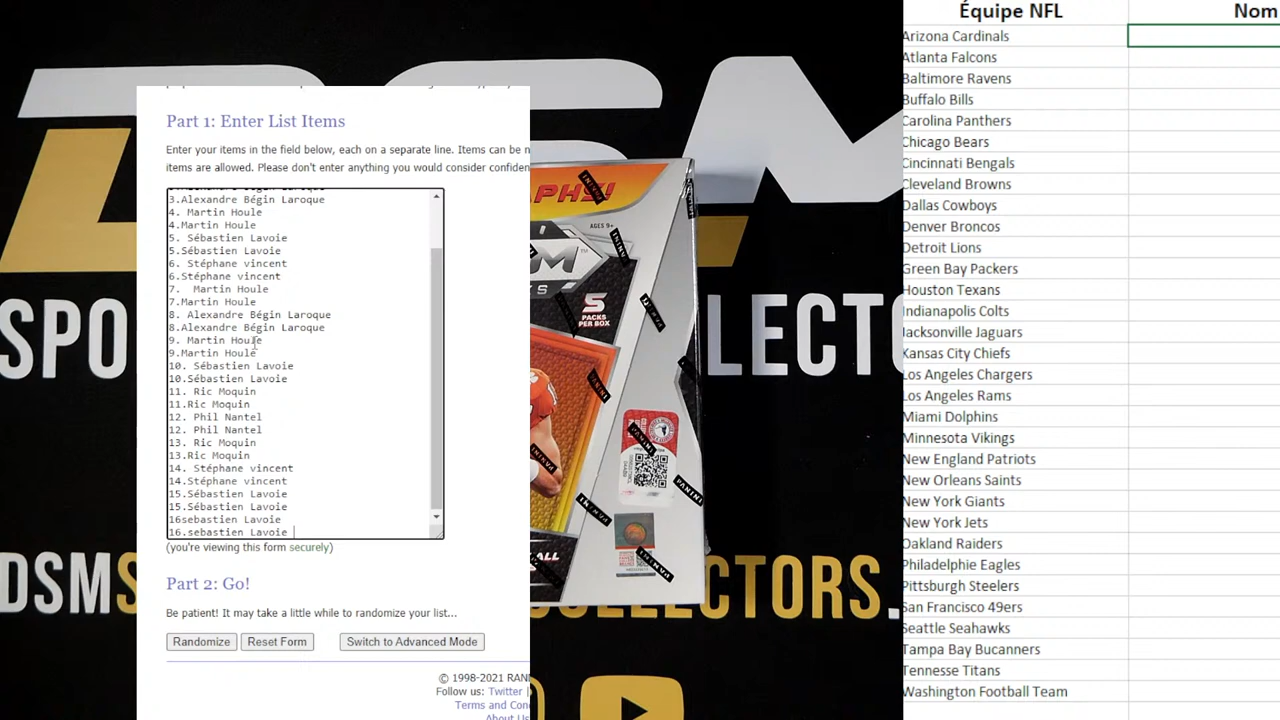 Part 1: Enter List Items
Enter your items in the field below, each on a separate line. Items can be n
items are allowed. Please don't enter anything you would consider confiden
3.Alexandre Bégin Laroque
4. Martin Houle
4.Martin Houle
5. Sébastien Lavoie
5.Sébastien Lavoie
6. Stéphane vincent
6.Stéphane vincent
7.  Martin Houle
7.Martin Houle
8. Alexandre Bégin Laroque
8.Alexandre Bégin Laroque
9. Martin Houle
9.Martin Houle
10. Sébastien Lavoie
10.Sébastien Lavoie
11. Ric Moquin
11.Ric Moquin
12. Phil Nantel
12. Phil Nantel
13. Ric Moquin
13.Ric Moquin
14. Stéphane vincent
14.Stéphane vincent
15.Sébastien Lavoie
15.Sébastien Lavoie
16sebastien Lavoie
16.sebastien Lavoie
(you're viewing this form securely)
Part 2: Go!
Be patient! It may take a little while to randomize your list...
Randomize Reset Form Switch to Advanced Mode
© 1998-2021 RAN
Follow us: Twitter
Terms and Con
About Us
APHS!
AGES 9+
5
PACKS
PER BOX
PANINI
PANINI
PANINI
PANINI
SPO
LLECT
DSMS
COLLECTORS.
Équipe NFL Nom
Arizona Cardinals
Atlanta Falcons
Baltimore Ravens
Buffalo Bills
Carolina Panthers
Chicago Bears
Cincinnati Bengals
Cleveland Browns
Dallas Cowboys
Denver Broncos
Detroit Lions
Green Bay Packers
Houston Texans
Indianapolis Colts
Jacksonville Jaguars
Kansas City Chiefs
Los Angeles Chargers
Los Angeles Rams
Miami Dolphins
Minnesota Vikings
New England Patriots
New Orleans Saints
New York Giants
New York Jets
Oakland Raiders
Philadelphie Eagles
Pittsburgh Steelers
San Francisco 49ers
Seattle Seahawks
Tampa Bay Bucanners
Tennesse Titans
Washington Football Team